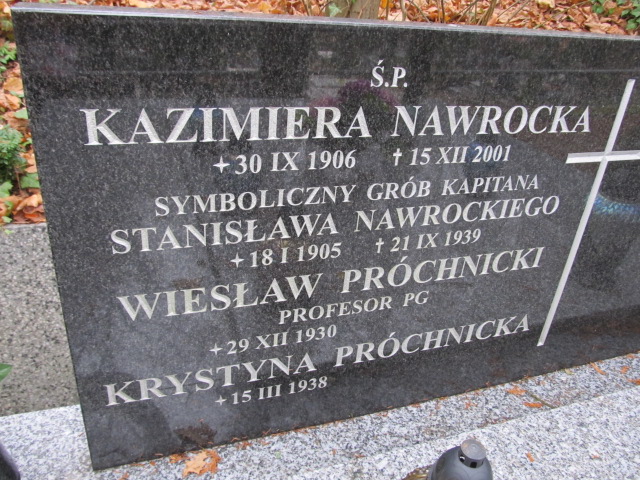 Ś.P.
KAZIMIERA NAWROCKA
+30 IX 1906 †15 XII 2001
SYMBOLICZNY GRÓB KAPITANA
STANISŁAWA NAWROCKIEGO
+18 I 1905 †21 IX 1939
WIESŁAW PRÓCHNICKI
PROFESOR PG
+29 XII 1930
KRYSTYNA PRÓCHNICKA
+15 III 1938